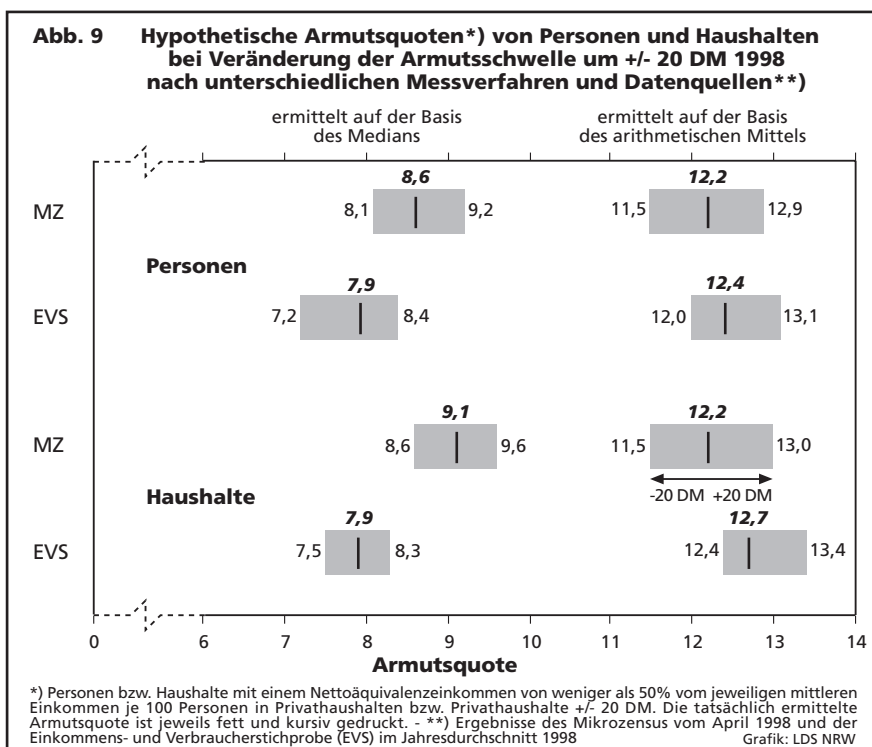 Abb. 9 Hypothetische Armutsquoten*) von Personen und Haushalten
bei Veränderung der Armutsschwelle um +/- 20 DM 1998
nach unterschiedlichen Messverfahren und Datenquellen**)
ermittelt auf der Basis
des Medians
ermittelt auf der Basis
des arithmetischen Mittels
MZ 8,1 8,6 9,2 11,5 12,2 12,9
Personen
EVS 7,2 7,9 8,4 12,0 12,4 13,1
MZ 8,6 9,1 9,6 11,5 12,2 13,0
-20 DM +20 DM
Haushalte
EVS 7,5 7,9 8,3 12,4 12,7 13,4
0 6 7 8 9 10 11 12 13 14
Armutsquote
*) Personen bzw. Haushalte mit einem Nettoäquivalenzeinkommen von weniger als 50% vom jeweiligen mittleren
Einkommen je 100 Personen in Privathaushalten bzw. Privathaushalte +/- 20 DM. Die tatsächlich ermittelte
Armutsquote ist jeweils fett und kursiv gedruckt. - **) Ergebnisse des Mikrozensus vom April 1998 und der
Einkommens- und Verbraucherstichprobe (EVS) im Jahresdurchschnitt 1998 Grafik: LDS NRW